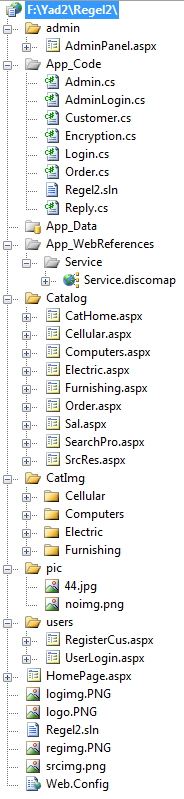 F:\Yad2\Regel2\
admin
AdminPanel.aspx
App_Code
Admin.cs
AdminLogin.cs
Customer.cs
Encryption.cs
Login.cs
Order.cs
Regel2.sln
Reply.cs
App_Data
App_WebReferences
Service
Service.discomap
Catalog
CatHome.aspx
Cellular.aspx
Computers.aspx
Electric.aspx
Furnishing.aspx
Order.aspx
Sal.aspx
SearchPro.aspx
SrcRes.aspx
CatImg
Cellular
Computers
Electric
Furnishing
pic
44.jpg
noimg.png
users
RegisterCus.aspx
UserLogin.aspx
HomePage.aspx
logimg.PNG
logo.PNG
Regel2.sln
regimg.PNG
srcimg.png
Web.Config